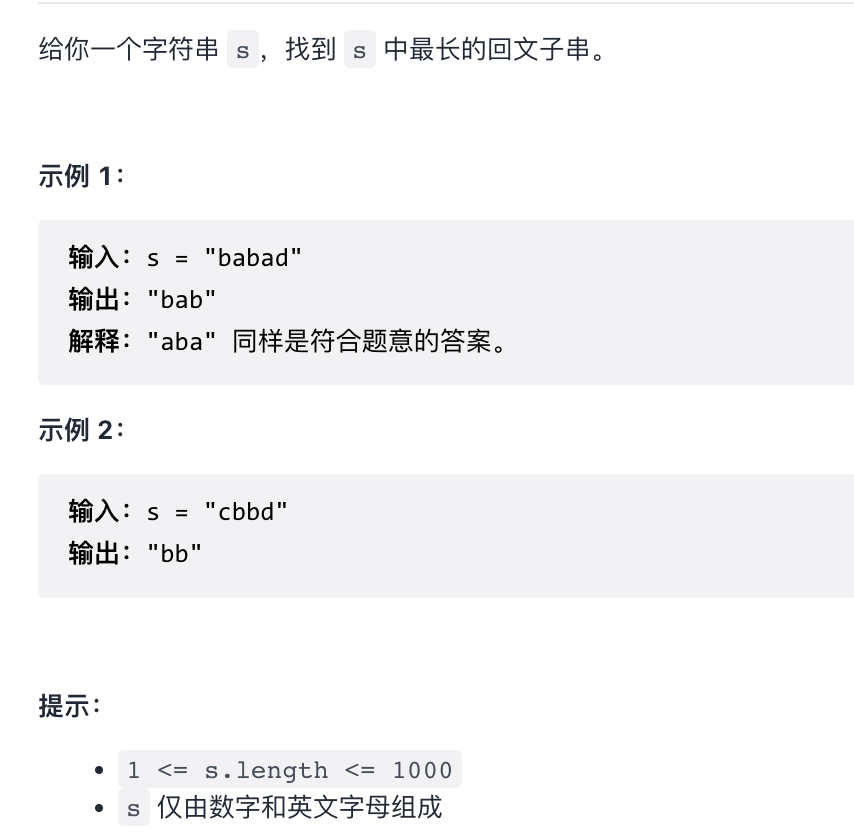 给你一个字符串 s，找到 s 中最长的回文子串。
示例 1：
输入：s = "babad"
输出："bab"
解释："aba" 同样是符合题意的答案。
示例 2：
输入：s = "cbbd"
输出："bb"
提示：
• 1 <= s.length <= 1000
• s 仅由数字和英文字母组成